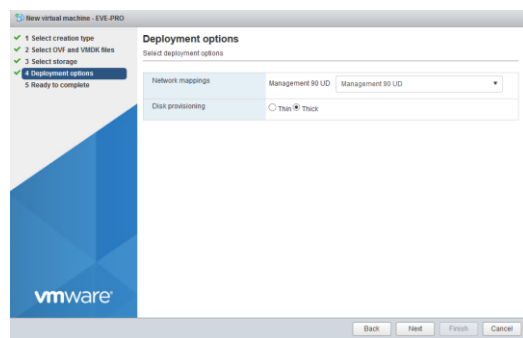 New virtual machine - EVE-PRO
1 Select creation type
2 Select OVF and VMDK files
3 Select storage
4 Deployment options
5 Ready to complete
Deployment options
Select deployment options
Network mappings
Management 90 UD
Management 90 UD
Disk provisioning
Thin
Thick
vmware®
Back
Next
Finish
Cancel